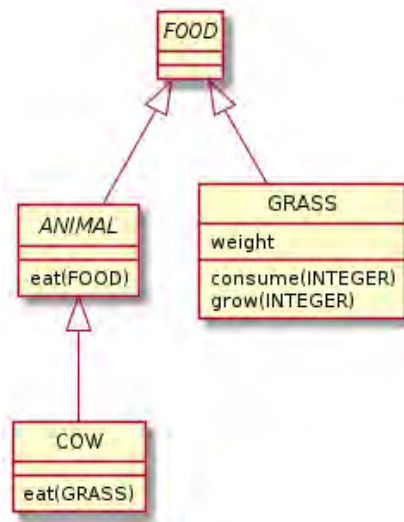 FOOD
ANIMAL
eat(FOOD)
GRASS
weight
consume(INTEGER)
grow(INTEGER)
COW
eat(GRASS)